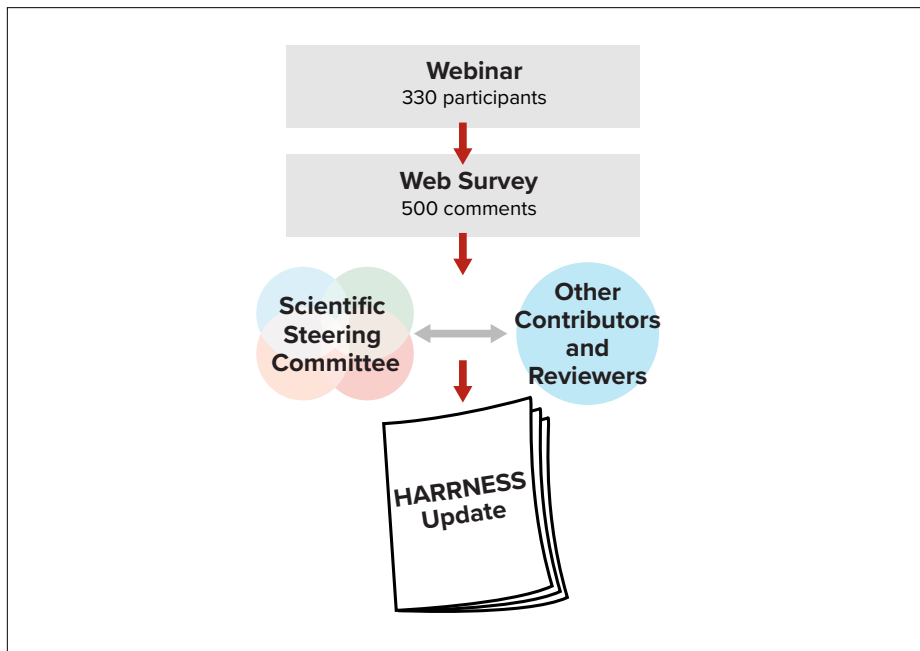 Webinar
330 participants
Web Survey
500 comments
Scientific
Steering
Committee
Other
Contributors
and
Reviewers
HARRNESS
Update